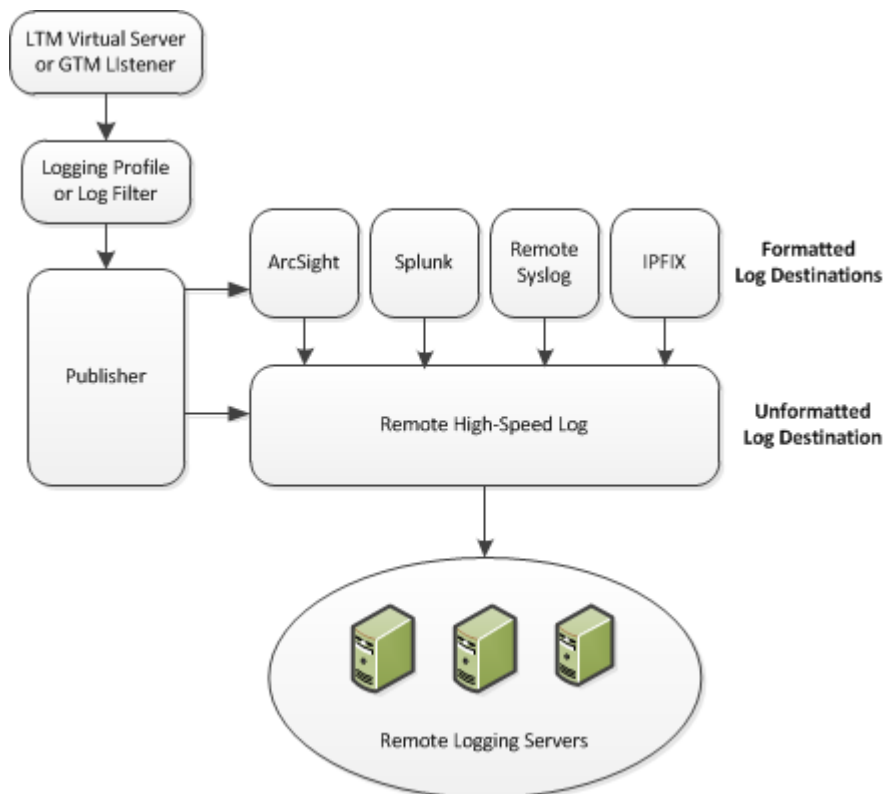 LTM Virtual Server
or GTM LIstener
Logging Profile
or Log Filter
Publisher
ArcSight
Splunk
Remote
Syslog
IPFIX
Formatted
Log Destinations
Remote High-Speed Log
Unformatted
Log Destination
Remote Logging Servers